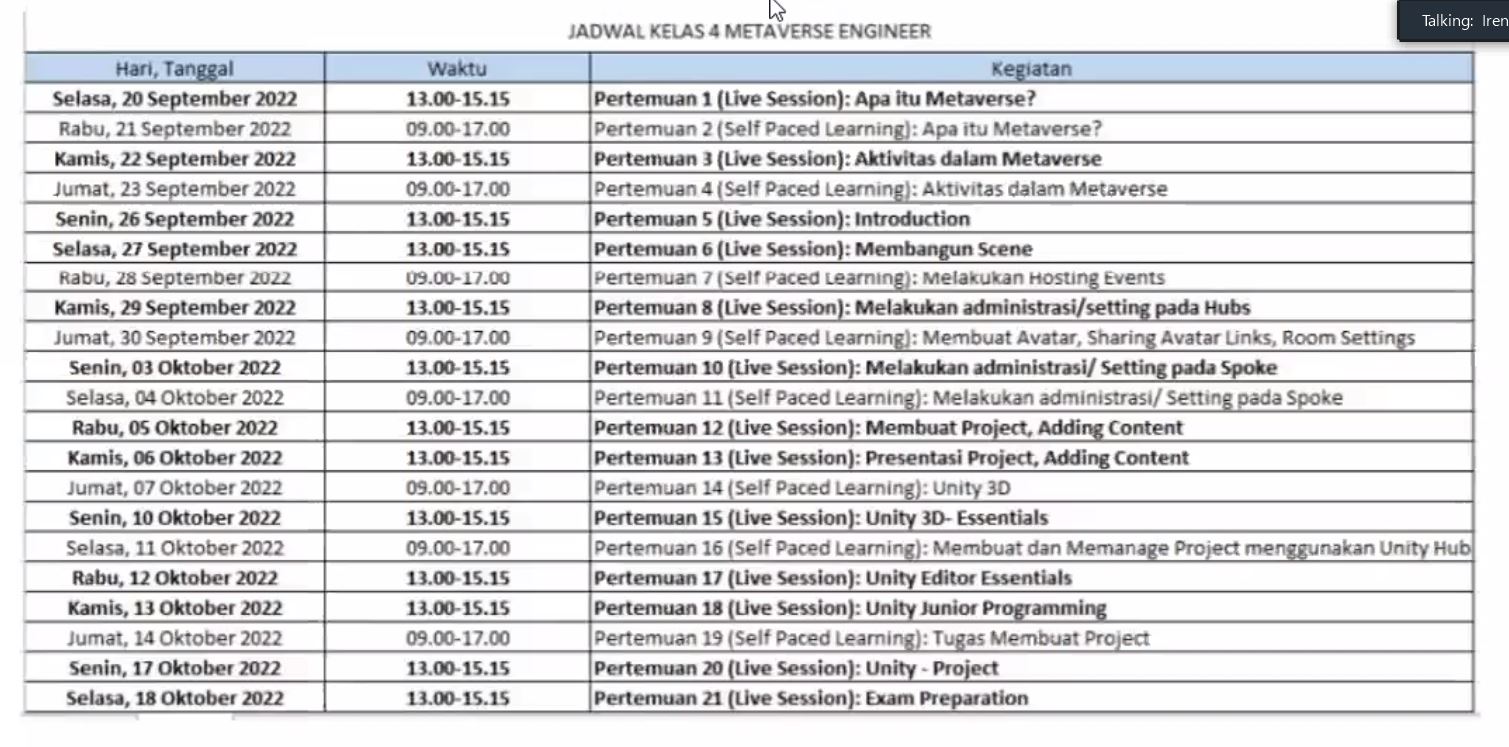 Talking: Iren
JADWAL KELAS 4 METAVERSE ENGINEER
Hari, Tanggal Waktu Kegiatan
Selasa, 20 September 2022 13.00-15.15 Pertemuan 1 (Live Session): Apa itu Metaverse?
Rabu, 21 September 2022 09.00-17.00 Pertemuan 2 (Self Paced Learning): Apa itu Metaverse?
Kamis, 22 September 2022 13.00-15.15 Pertemuan 3 (Live Session): Aktivitas dalam Metaverse
Jumat, 23 September 2022 09.00-17.00 Pertemuan 4 (Self Paced Learning): Aktivitas dalam Metaverse
Senin, 26 September 2022 13.00-15.15 Pertemuan 5 (Live Session): Introduction
Selasa, 27 September 2022 13.00-15.15 Pertemuan 6 (Live Session): Membangun Scene
Rabu, 28 September 2022 09.00-17.00 Pertemuan 7 (Self Paced Learning): Melakukan Hosting Events
Kamis, 29 September 2022 13.00-15.15 Pertemuan 8 (Live Session): Melakukan administrasi/setting pada Hubs
Jumat, 30 September 2022 09.00-17.00 Pertemuan 9 (Self Paced Learning): Membuat Avatar, Sharing Avatar Links, Room Settings
Senin, 03 Oktober 2022 13.00-15.15 Pertemuan 10 (Live Session): Melakukan administrasi/ Setting pada Spoke
Selasa, 04 Oktober 2022 09.00-17.00 Pertemuan 11 (Self Paced Learning): Melakukan administrasi/ Setting pada Spoke
Rabu, 05 Oktober 2022 13.00-15.15 Pertemuan 12 (Live Session): Membuat Project, Adding Content
Kamis, 06 Oktober 2022 13.00-15.15 Pertemuan 13 (Live Session): Presentasi Project, Adding Content
Jumat, 07 Oktober 2022 09.00-17.00 Pertemuan 14 (Self Paced Learning): Unity 3D
Senin, 10 Oktober 2022 13.00-15.15 Pertemuan 15 (Live Session): Unity 3D- Essentials
Selasa, 11 Oktober 2022 09.00-17.00 Pertemuan 16 (Self Paced Learning): Membuat dan Memanage Project menggunakan Unity Hub
Rabu, 12 Oktober 2022 13.00-15.15 Pertemuan 17 (Live Session): Unity Editor Essentials
Kamis, 13 Oktober 2022 13.00-15.15 Pertemuan 18 (Live Session): Unity Junior Programming
Jumat, 14 Oktober 2022 09.00-17.00 Pertemuan 19 (Self Paced Learning): Tugas Membuat Project
Senin, 17 Oktober 2022 13.00-15.15 Pertemuan 20 (Live Session): Unity - Project
Selasa, 18 Oktober 2022 13.00-15.15 Pertemuan 21 (Live Session): Exam Preparation